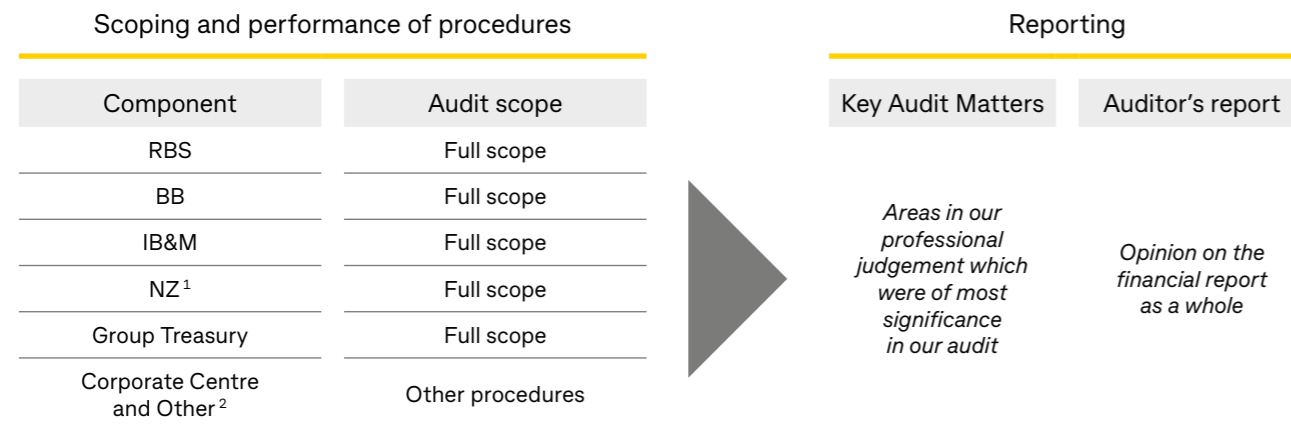 Scoping and performance of procedures
Reporting
Component
Audit scope
Key Audit Matters
Auditor’s report
RBS
Full scope
BB
Full scope
IB&M
Full scope
NZ 1
Full scope
Group Treasury
Full scope
Corporate Centre
and Other 2
Other procedures
Areas in our
professional
judgement which
were of most
significance
in our audit
Opinion on the
financial report
as a whole